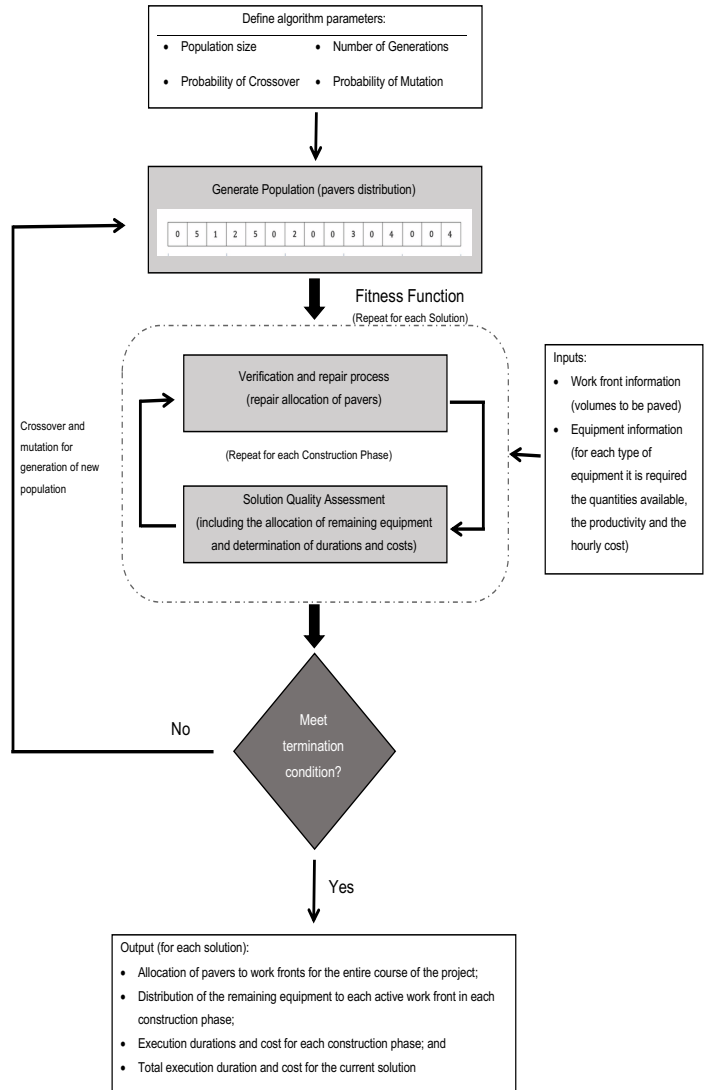 Define algorithm parameters:
• Population size • Number of Generations
• Probability of Crossover • Probability of Mutation
Generate Population (pavers distribution)
0 5 1 2 5 0 2 0 0 3 0 4 0 0 4
Fitness Function
(Repeat for each Solution)
Verification and repair process
(repair allocation of pavers)
(Repeat for each Construction Phase)
Solution Quality Assessment
(including the allocation of remaining equipment
and determination of durations and costs)
Inputs:
• Work front information
(volumes to be paved)
• Equipment information
(for each type of
equipment it is required
the quantities available,
the productivity and the
hourly cost)
Crossover and
mutation for
generation of new
population
No
Meet
termination
condition?
Yes
Output (for each solution):
• Allocation of pavers to work fronts for the entire course of the project;
• Distribution of the remaining equipment to each active work front in each
construction phase;
• Execution durations and cost for each construction phase; and
• Total execution duration and cost for the current solution